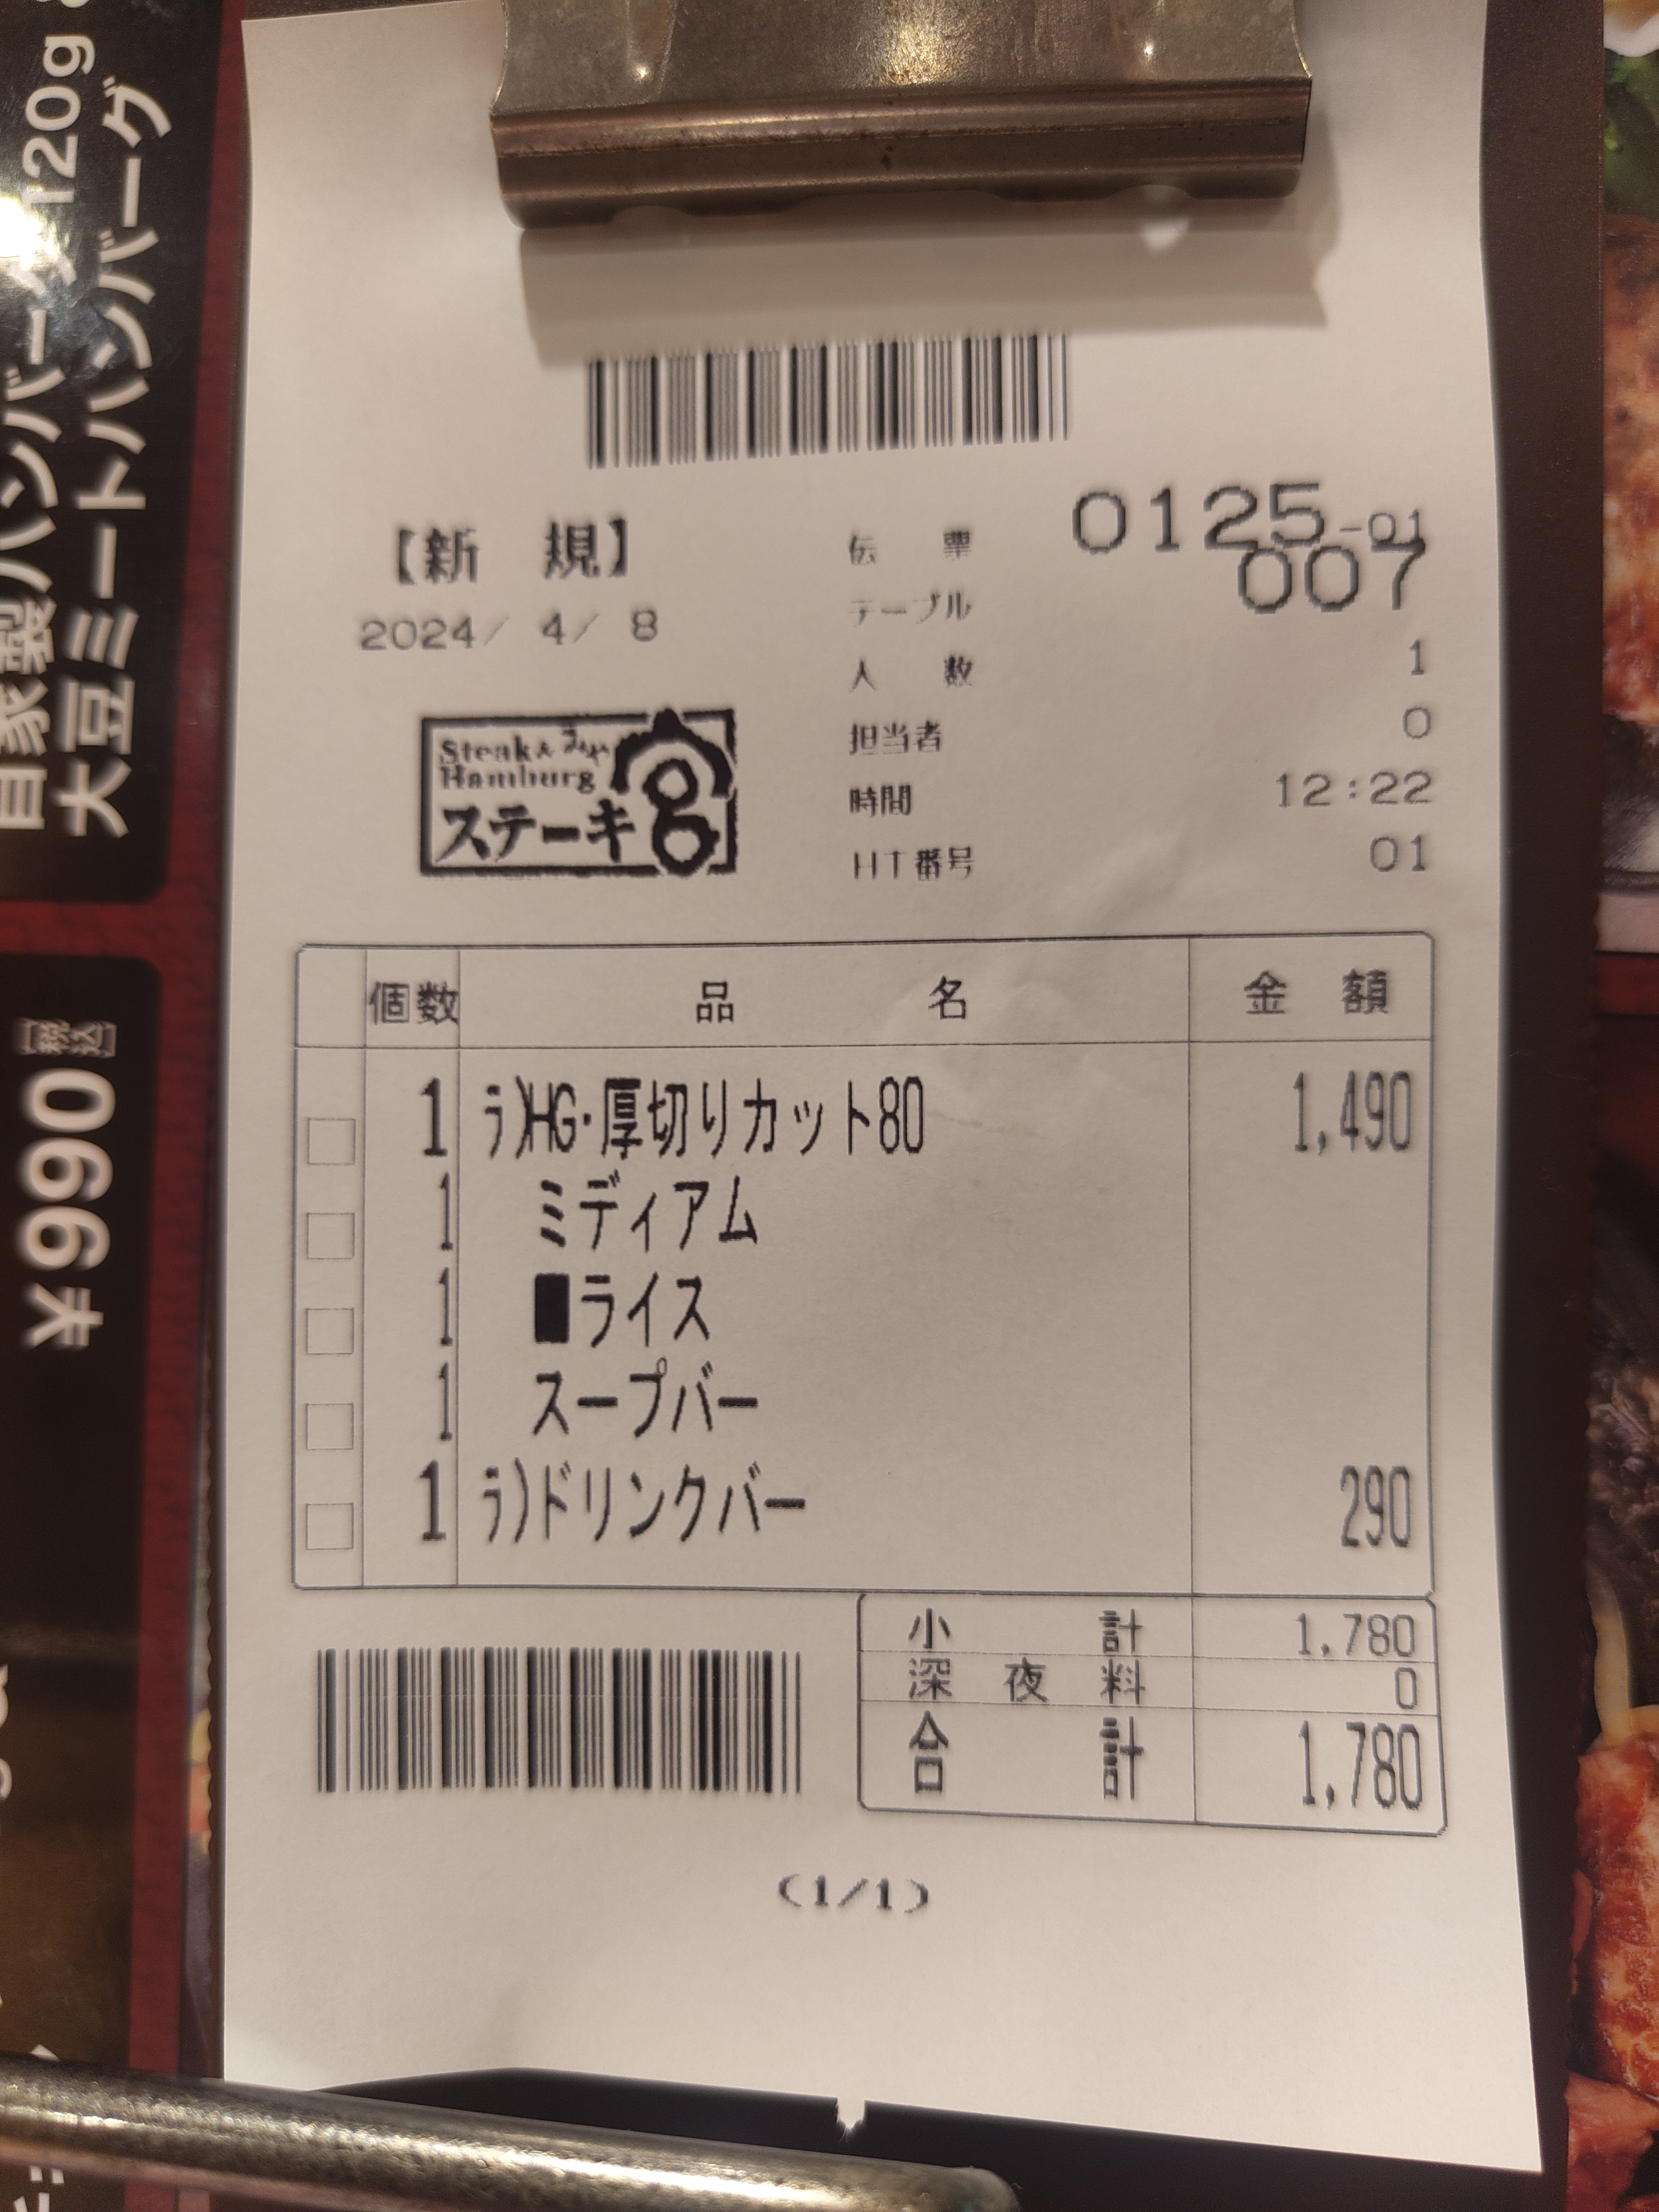 【新 規】
2024/ 4/ 8
伝 票 0125-01
テーブル 007
人 数 1
担当者 0
時間 12:22
HT番号 01
Steak& みや
Hamburg
ステーキ宮
個数 品 名 金 額
1 ラ)HG・厚切りカット80 1,490
1 ミディアム
1 ■ライス
1 スープバー
1 ラ)ドリンクバー 290
小 計 1,780
深 夜 料 0
合 計 1,780
(1/1)
120g
大豆ミートハンバーグ
¥990[税込]